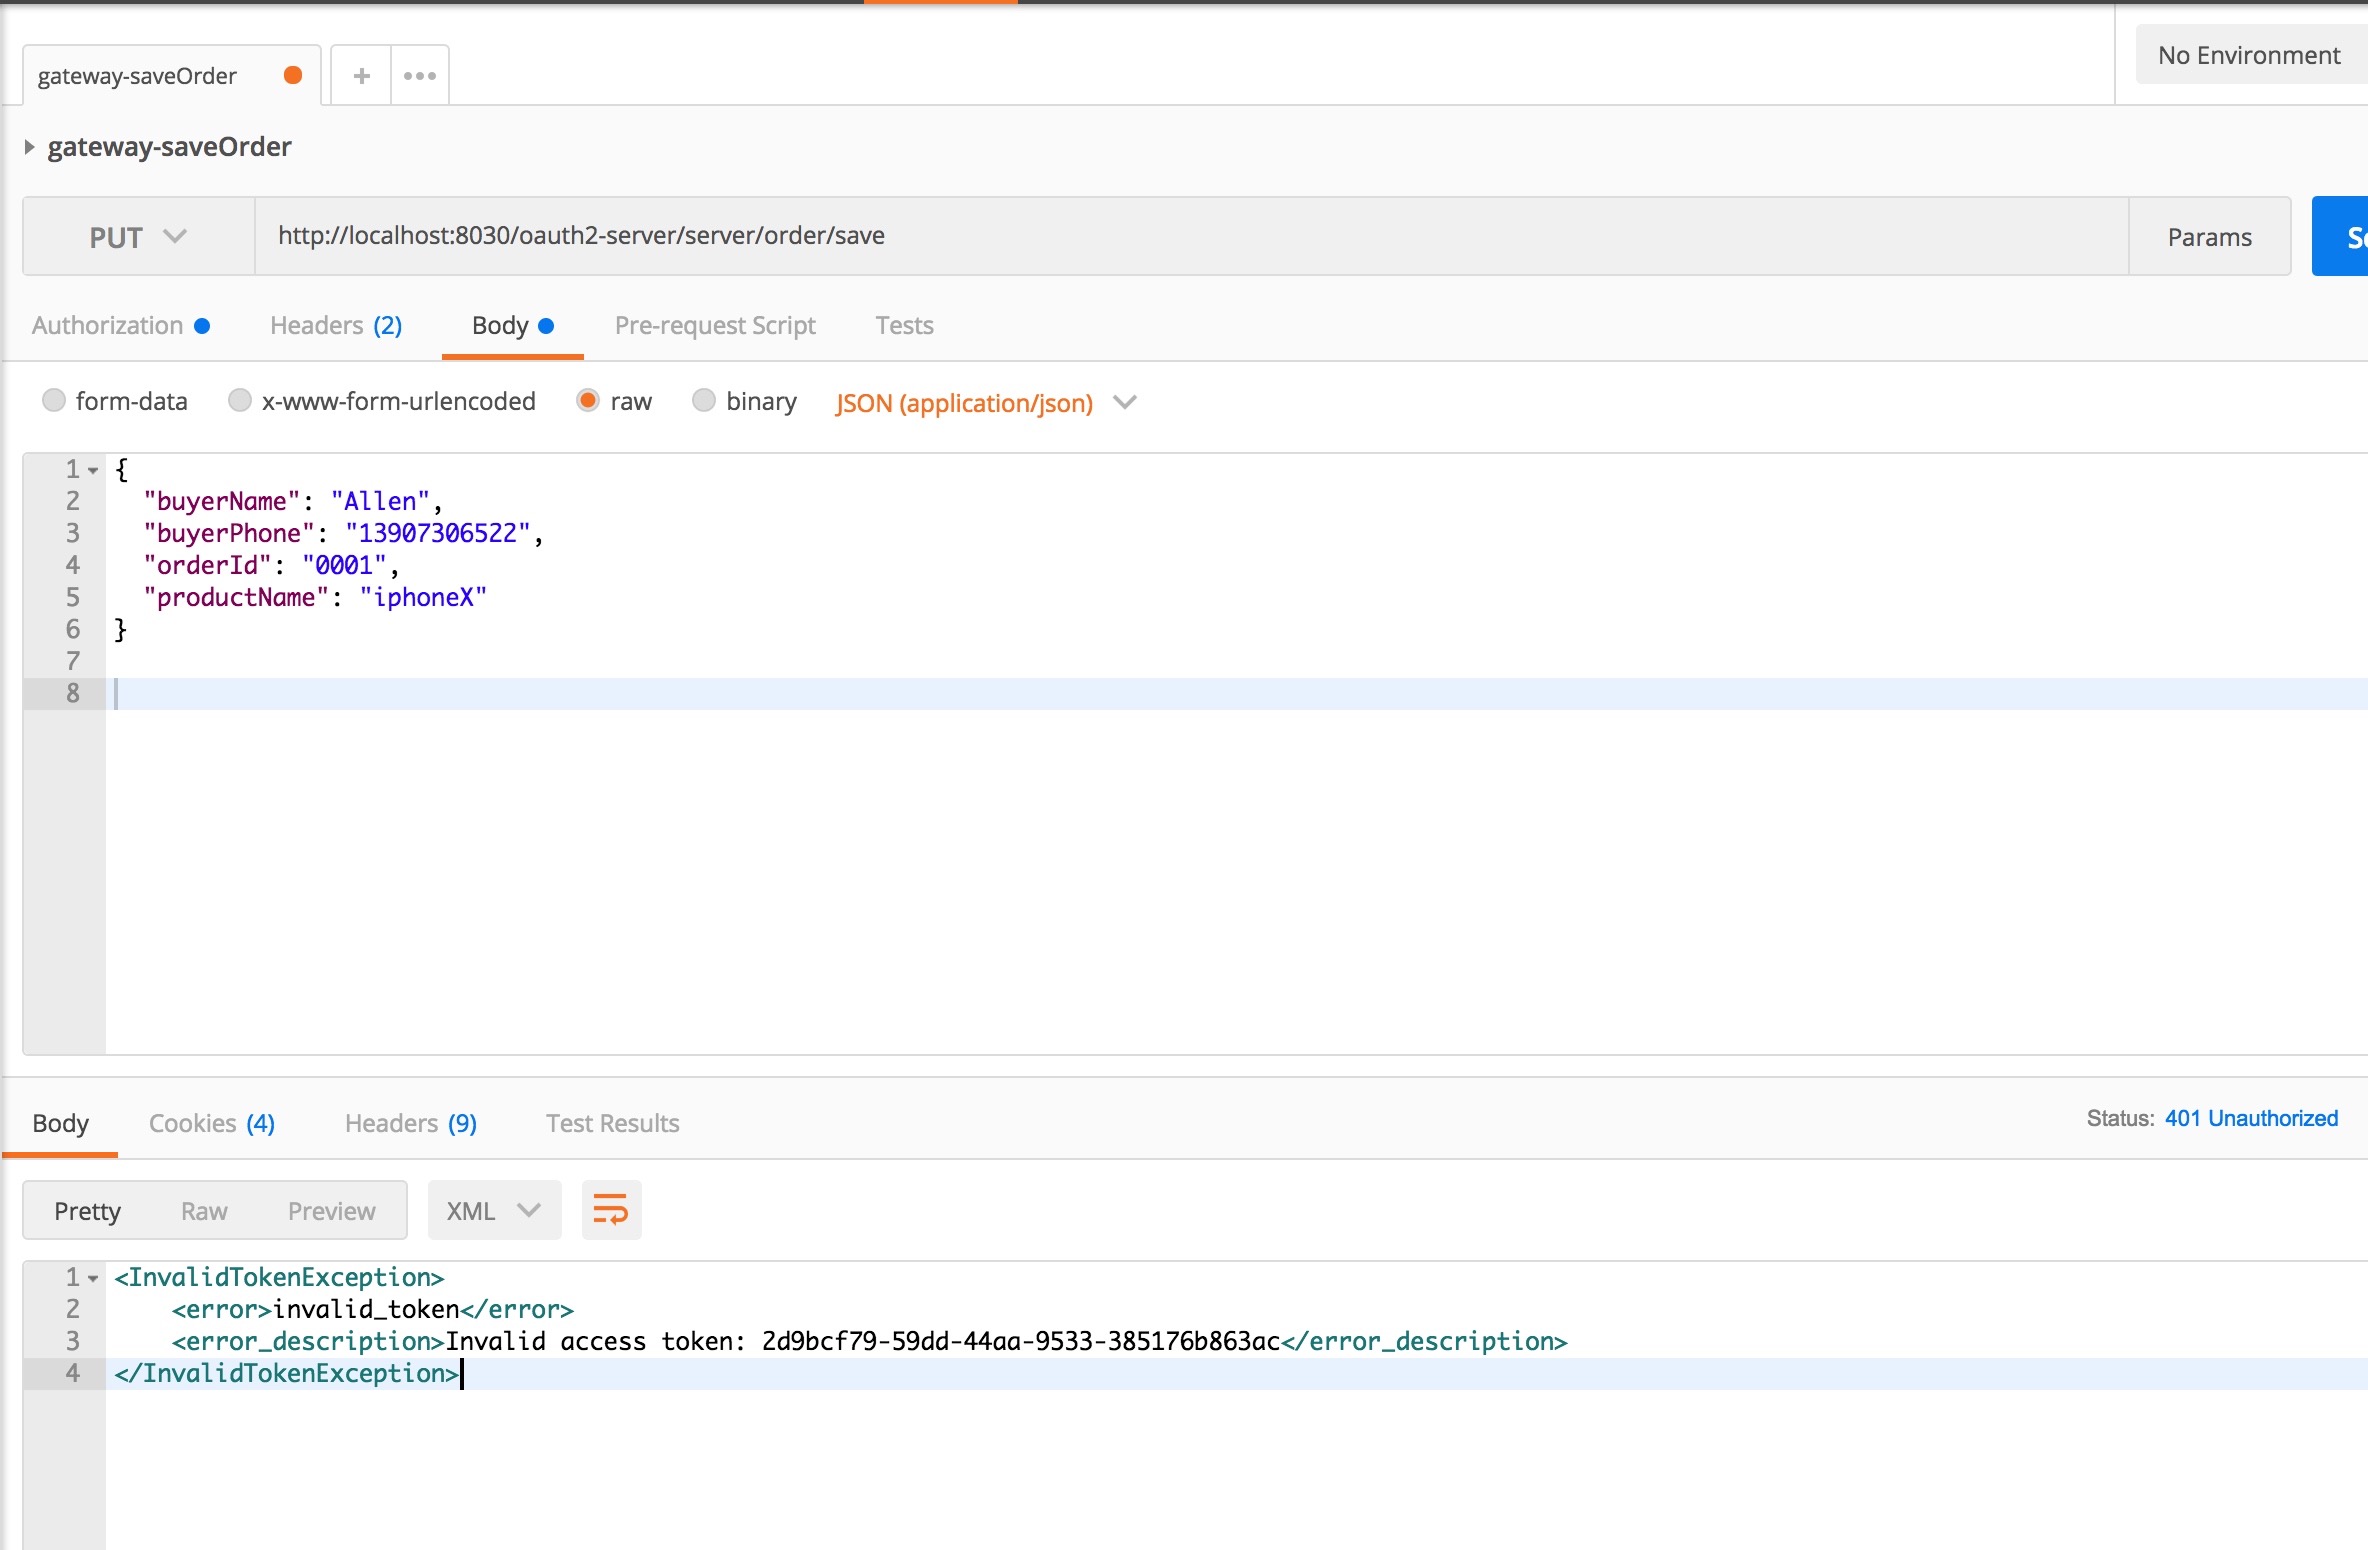 gateway-saveOrder
No Environment
gateway-saveOrder
PUT http://localhost:8030/oauth2-server/server/order/save Params
Authorization Headers (2) Body Pre-request Script Tests
form-data x-www-form-urlencoded raw binary JSON (application/json)
1 {
2 "buyerName": "Allen",
3 "buyerPhone": "13907306522",
4 "orderId": "0001",
5 "productName": "iphoneX"
6 }
7
8
Body Cookies (4) Headers (9) Test Results Status: 401 Unauthorized
Pretty Raw Preview XML
1 <InvalidTokenException>
2 <error>invalid_token</error>
3 <error_description>Invalid access token: 2d9bcf79-59dd-44aa-9533-385176b863ac</error_description>
4 </InvalidTokenException>